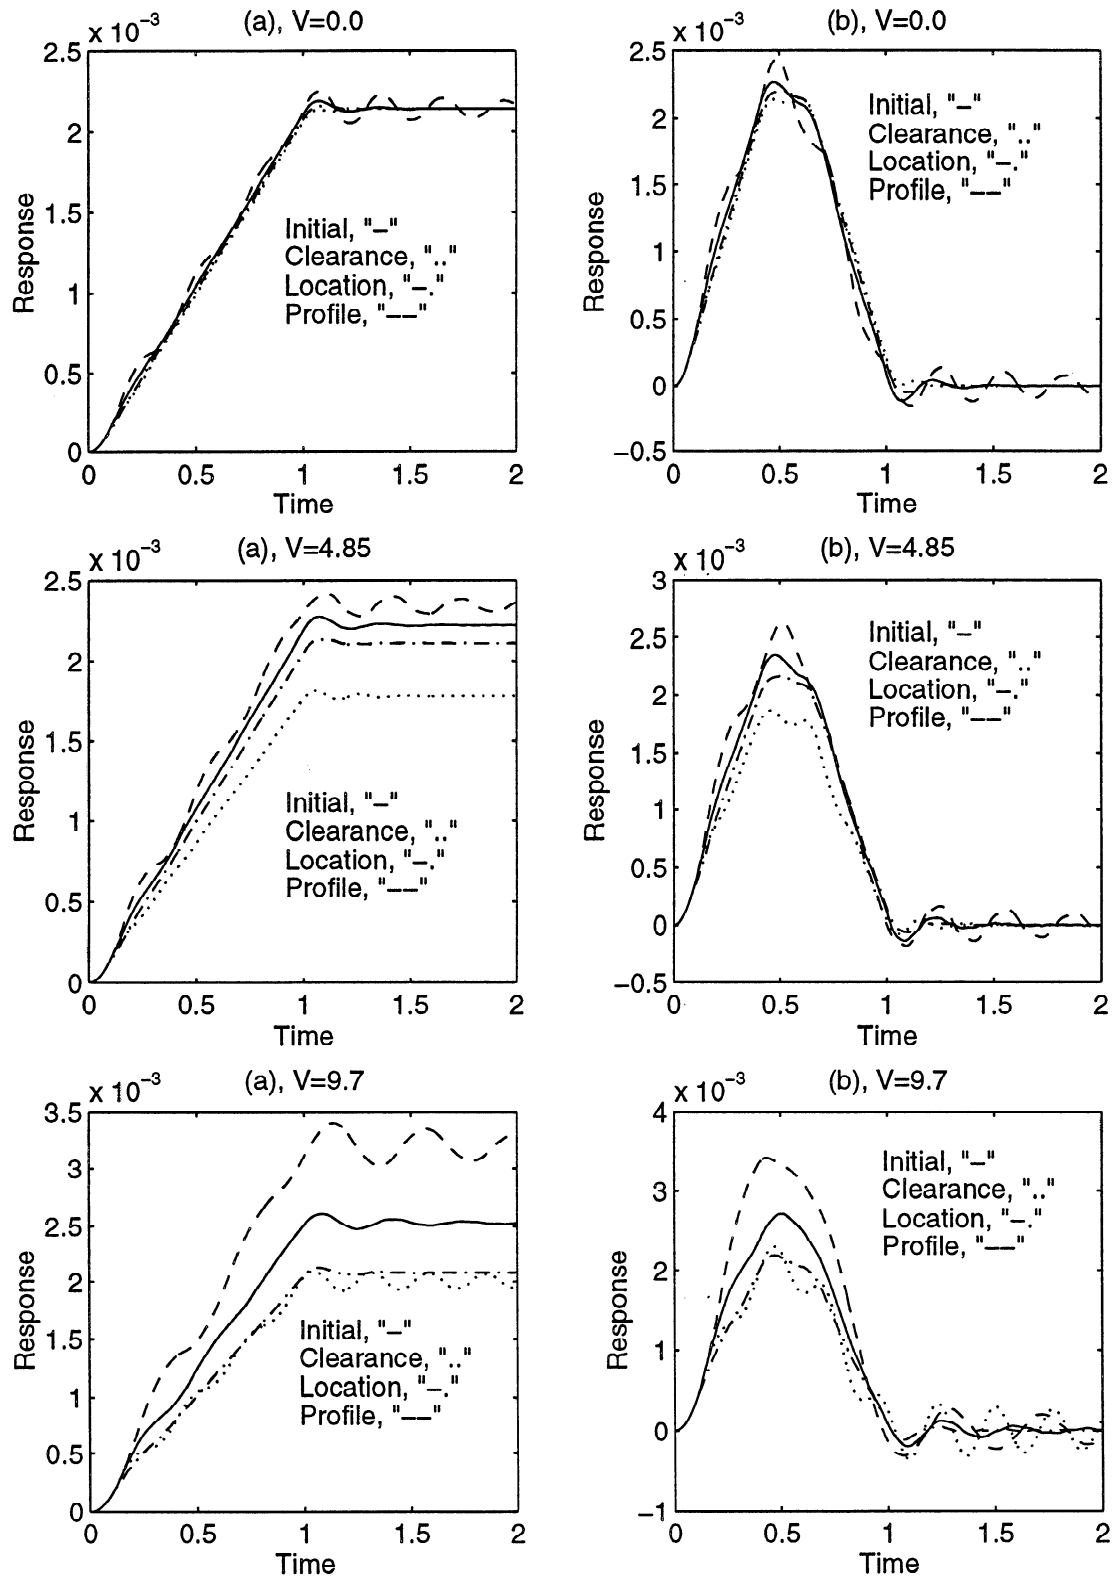 (a), V=0.0
x 10⁻³
2.5
2
1.5
1
0.5
0
0
0.5
1
1.5
2
Response
Time
Initial, "–"
Clearance, ".."
Location, "–."
Profile, "––"
(b), V=0.0
x 10⁻³
2.5
2
1.5
1
0.5
0
−0.5
0
0.5
1
1.5
2
Response
Time
Initial, "–"
Clearance, ".."
Location, "–."
Profile, "––"
(a), V=4.85
x 10⁻³
2.5
2
1.5
1
0.5
0
0
0.5
1
1.5
2
Response
Time
Initial, "–"
Clearance, ".."
Location, "–."
Profile, "––"
(b), V=4.85
x 10⁻³
3
2.5
2
1.5
1
0.5
0
−0.5
0
0.5
1
1.5
2
Response
Time
Initial, "–"
Clearance, ".."
Location, "–."
Profile, "––"
(a), V=9.7
x 10⁻³
3.5
3
2.5
2
1.5
1
0.5
0
0
0.5
1
1.5
2
Response
Time
Initial, "–"
Clearance, ".."
Location, "–."
Profile, "––"
(b), V=9.7
x 10⁻³
4
3
2
1
0
−1
0
0.5
1
1.5
2
Response
Time
Initial, "–"
Clearance, ".."
Location, "–."
Profile, "––"